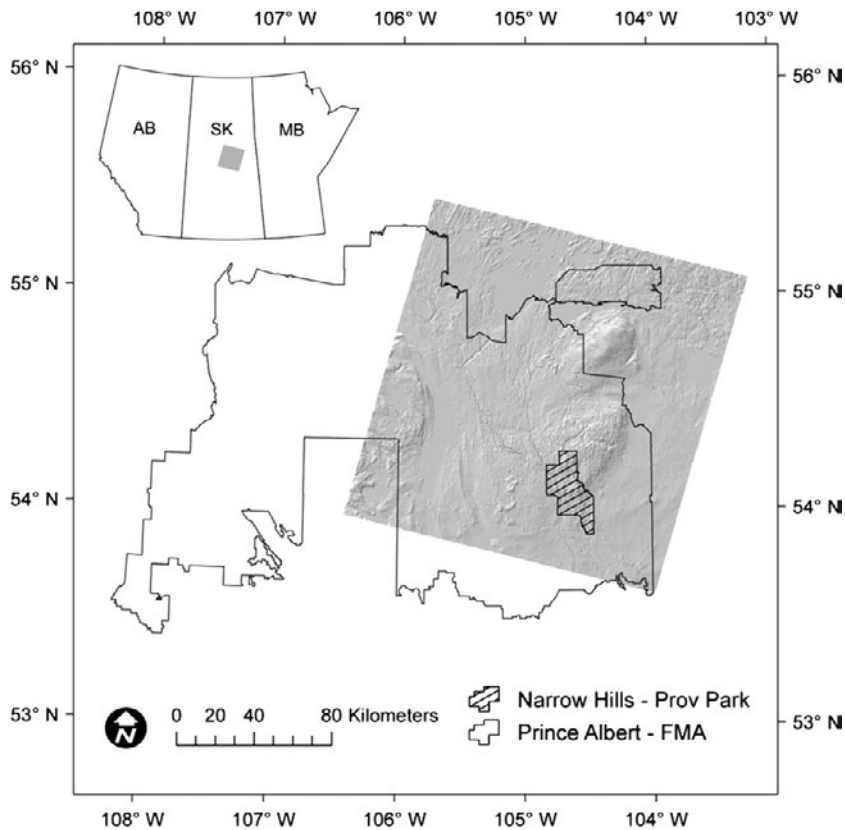 108° W 107° W 106° W 105° W 104° W 103° W
56° N 56° N
AB SK MB
55° N 55° N
54° N 54° N
53° N 53° N
Narrow Hills - Prov Park
Prince Albert - FMA
N 0 20 40 80 Kilometers
108° W 107° W 106° W 105° W 104° W